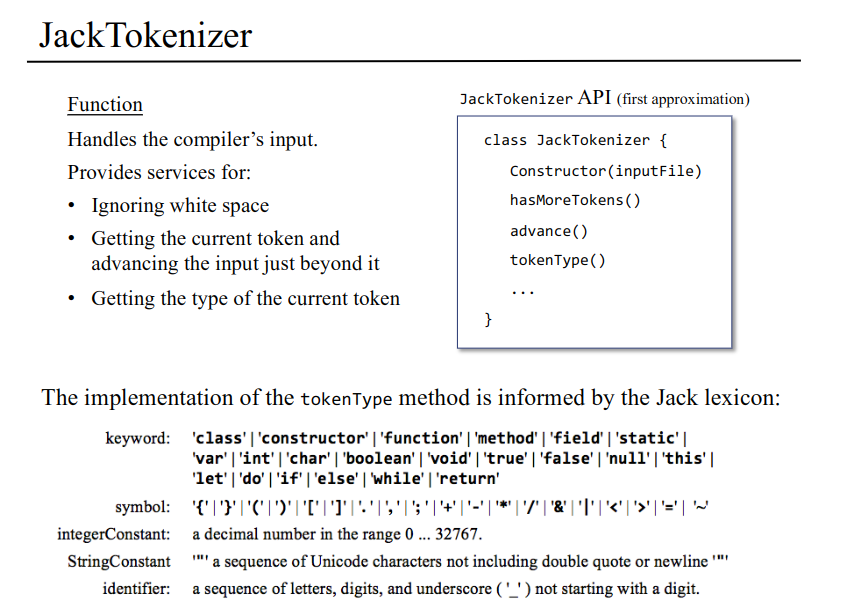 JackTokenizer
Function
Handles the compiler’s input.
Provides services for:
• Ignoring white space
• Getting the current token and
advancing the input just beyond it
• Getting the type of the current token
JackTokenizer API (first approximation)
class JackTokenizer {
Constructor(inputFile)
hasMoreTokens()
advance()
tokenType()
...
}
The implementation of the tokenType method is informed by the Jack lexicon:
keyword: 'class'|'constructor'|'function'|'method'|'field'|'static'|
'var'|'int'|'char'|'boolean'|'void'|'true'|'false'|'null'|'this'|
'let'|'do'|'if'|'else'|'while'|'return'
symbol: '{'|'}'|'('|')'|'['|']'|'.'|','|';'|'+'|'-'|'*'|'/'|'&'|'|'|'<'|'>'|'='|'~'
integerConstant: a decimal number in the range 0 ... 32767.
StringConstant '"' a sequence of Unicode characters not including double quote or newline '"'
identifier: a sequence of letters, digits, and underscore ( '_' ) not starting with a digit.